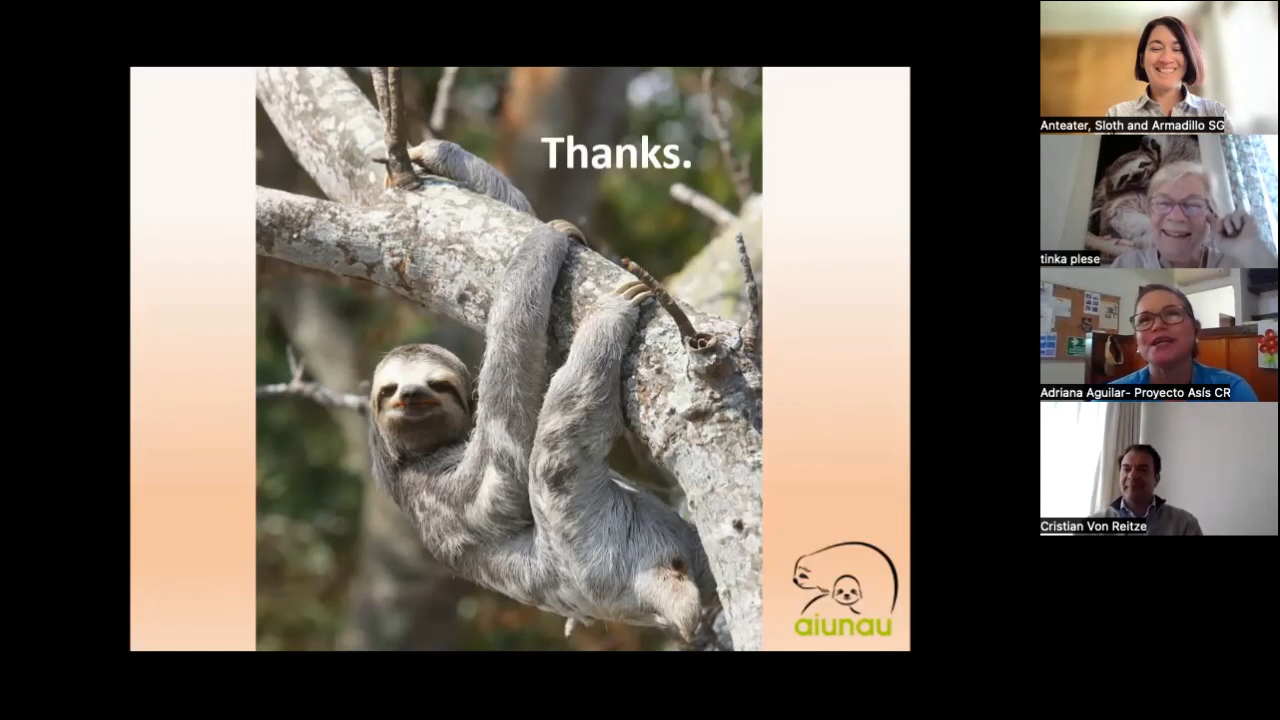 Thanks.
aiunau
Anteater, Sloth and Armadillo SG
tinka plese
Adriana Aguilar- Proyecto Asís CR
Cristian Von Reitze